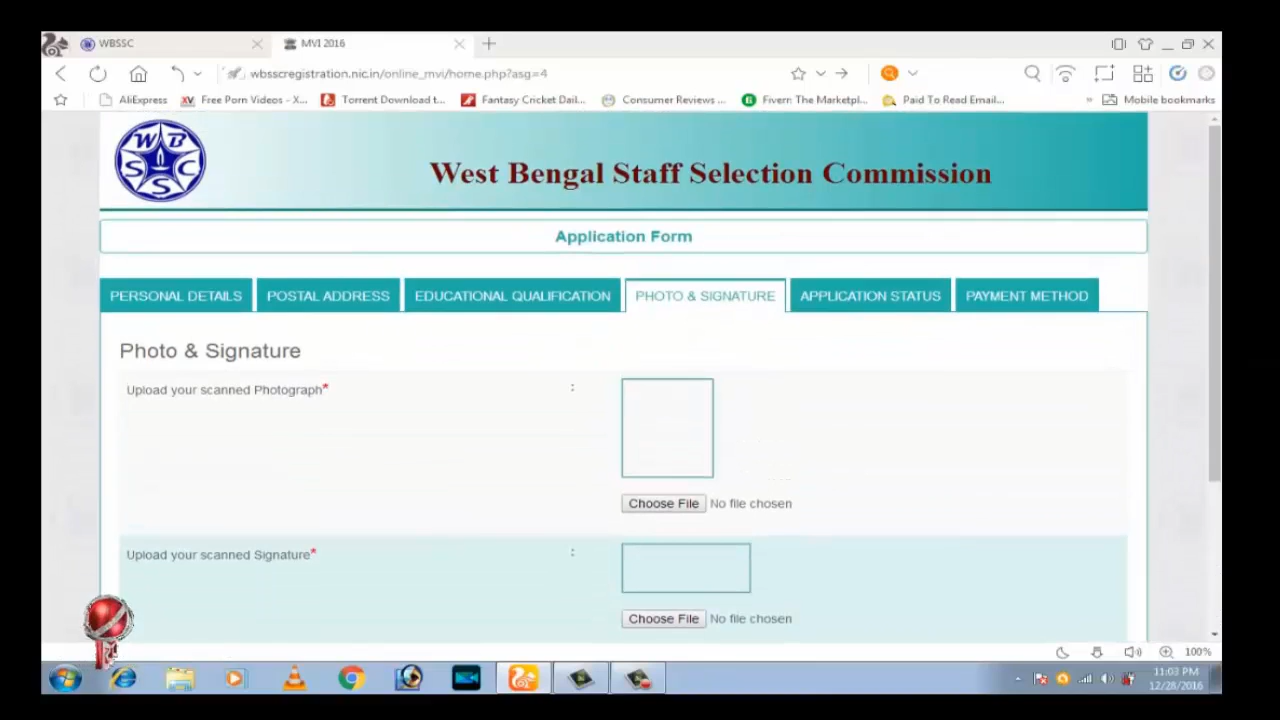 WBSSC
MVI 2016
wbsscregistration.nic.in/online_mvi/home.php?asg=4
AliExpress
XV Free Porn Videos - X...
Torrent Download t...
Fantasy Cricket Dail...
Consumer Reviews ...
Fiverr: The Marketpl...
Paid To Read Email...
» Mobile bookmarks
W B S S C
West Bengal Staff Selection Commission
Application Form
PERSONAL DETAILS
POSTAL ADDRESS
EDUCATIONAL QUALIFICATION
PHOTO & SIGNATURE
APPLICATION STATUS
PAYMENT METHOD
Photo & Signature
Upload your scanned Photograph* :
Choose File No file chosen
Upload your scanned Signature* :
Choose File No file chosen
100%
11:03 PM
12/28/2016